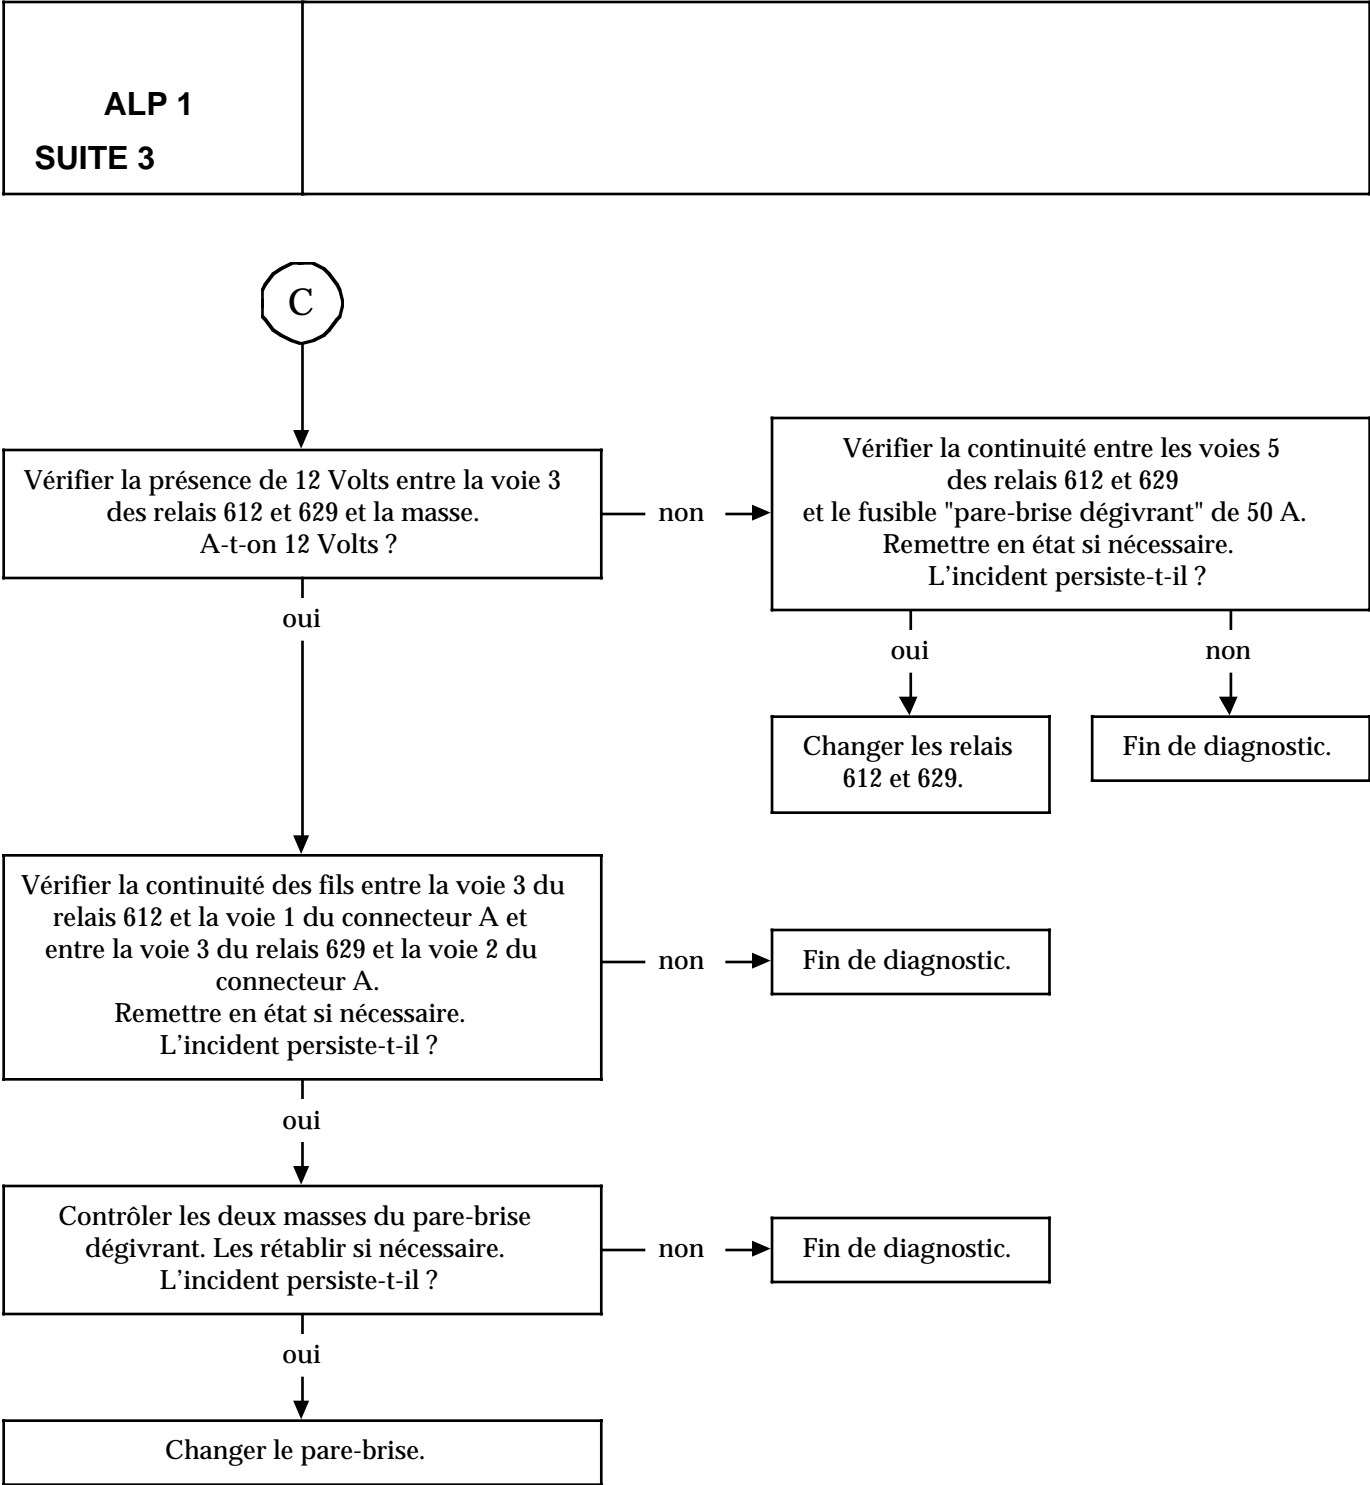 ALP 1
SUITE 3
C
Vérifier la présence de 12 Volts entre la voie 3
des relais 612 et 629 et la masse.
A-t-on 12 Volts ?
non
Vérifier la continuité entre les voies 5
des relais 612 et 629
et le fusible "pare-brise dégivrant" de 50 A.
Remettre en état si nécessaire.
L'incident persiste-t-il ?
oui
oui
non
Changer les relais
612 et 629.
Fin de diagnostic.
Vérifier la continuité des fils entre la voie 3 du
relais 612 et la voie 1 du connecteur A et
entre la voie 3 du relais 629 et la voie 2 du
connecteur A.
Remettre en état si nécessaire.
L'incident persiste-t-il ?
non
Fin de diagnostic.
oui
Contrôler les deux masses du pare-brise
dégivrant. Les rétablir si nécessaire.
L'incident persiste-t-il ?
non
Fin de diagnostic.
oui
Changer le pare-brise.